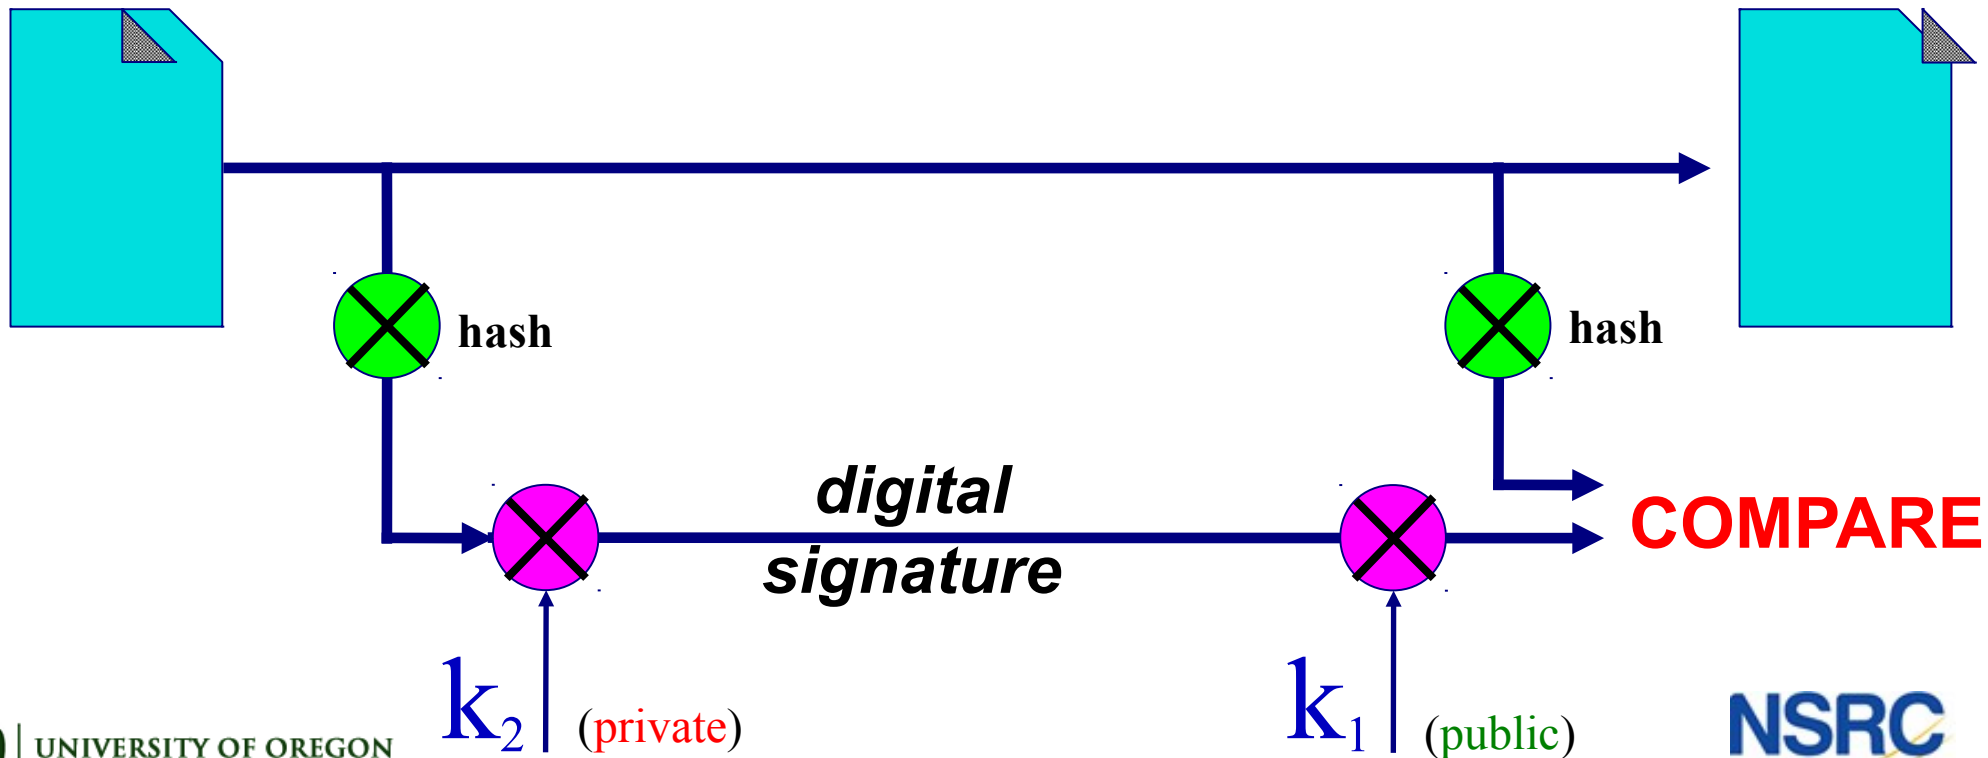 hash
hash
digital
signature
COMPARE
k2 (private)
k1 (public)
UNIVERSITY OF OREGON
NSRC